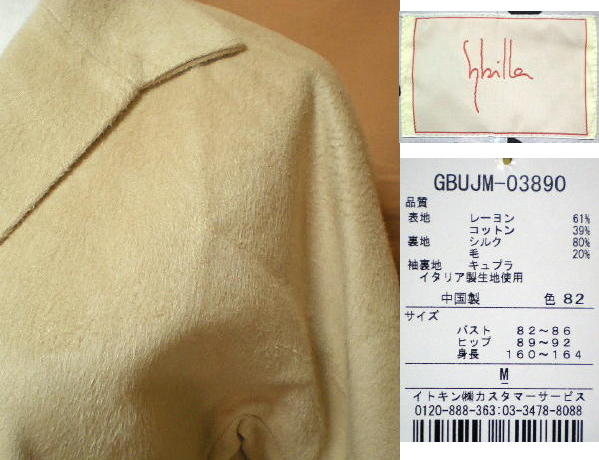 Sybilla
GBUJM-03890
品質
表地 レーヨン 61%
コットン 39%
裏地 シルク 80%
毛 20%
袖裏地 キュプラ
イタリア製生地使用
中国製 色 82
サイズ
バスト 82～86
ヒップ 89～92
身長 160～164
M
イトキン㈱カスタマーサービス
0120-888-363:03-3478-8088